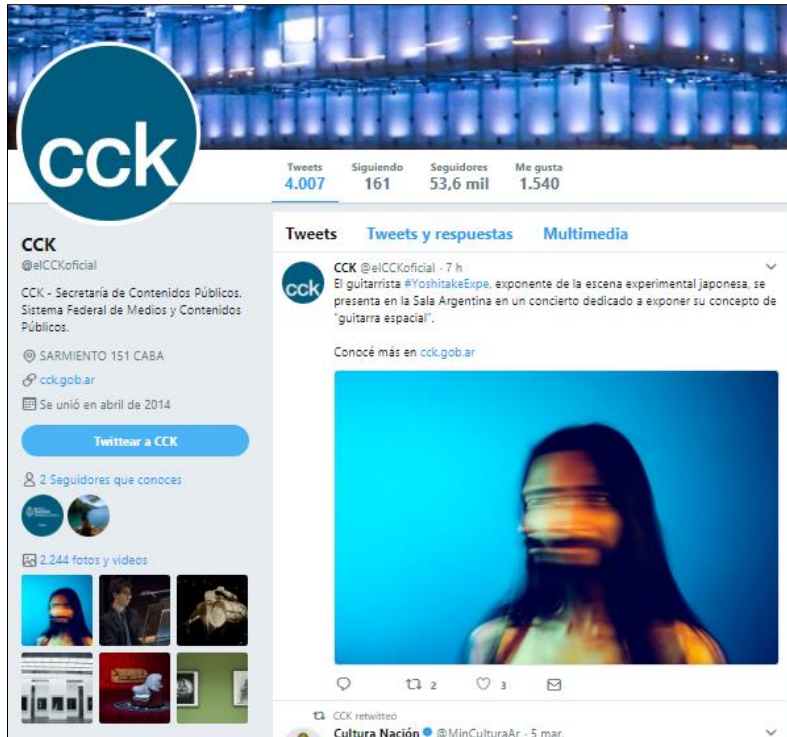 cck
Tweets
4.007
Siguiendo
161
Seguidores
53,6 mil
Me gusta
1.540
CCK
@elCCKoficial
CCK - Secretaría de Contenidos Públicos.
Sistema Federal de Medios y Contenidos
Públicos.
SARMIENTO 151 CABA
cck.gob.ar
Se unió en abril de 2014
Twittear a CCK
2 Seguidores que conoces
2.244 fotos y videos
Tweets Tweets y respuestas Multimedia
cck
CCK @elCCKoficial · 7 h
El guitarrista #YoshitakeExpe, exponente de la escena experimental japonesa, se
presenta en la Sala Argentina en un concierto dedicado a exponer su concepto de
"guitarra espacial".
Conocé más en cck.gob.ar
2 3
CCK retwitteó
Cultura Nación @MinCulturaAr · 5 mar.